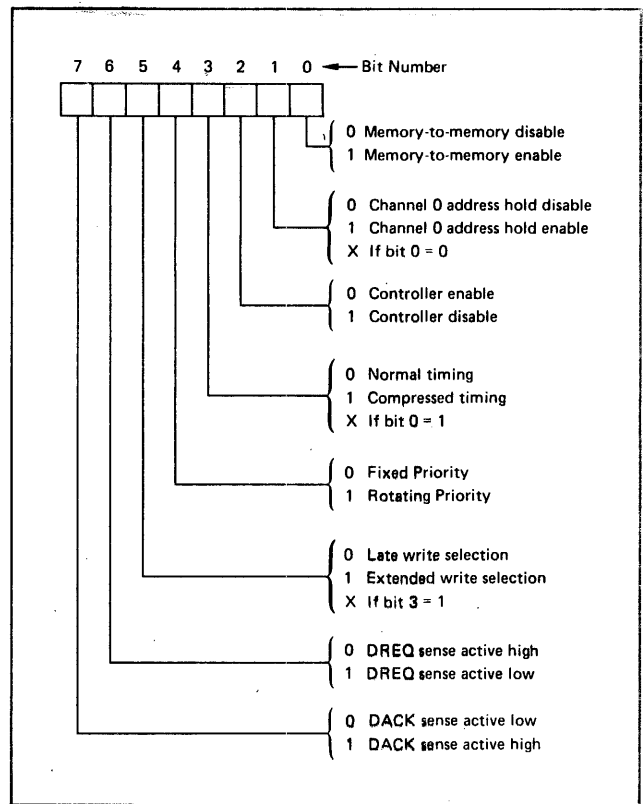 7 6 5 4 3 2 1 0 Bit Number
0 Memory-to-memory disable
1 Memory-to-memory enable
0 Channel 0 address hold disable
1 Channel 0 address hold enable
X If bit 0 = 0
0 Controller enable
1 Controller disable
0 Normal timing
1 Compressed timing
X If bit 0 = 1
0 Fixed Priority
1 Rotating Priority
0 Late write selection
1 Extended write selection
X If bit 3 = 1
0 DREQ sense active high
1 DREQ sense active low
0 DACK sense active low
1 DACK sense active high